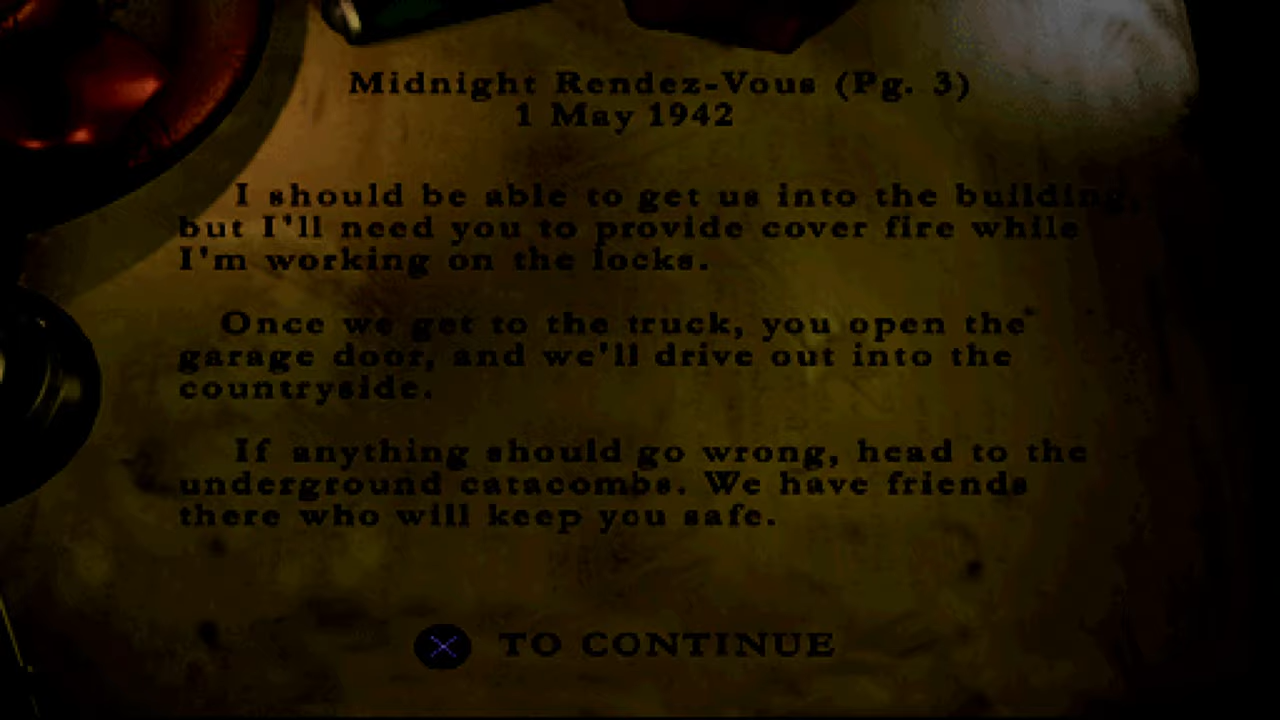 Midnight Rendez-Vous (Pg. 3)
1 May 1942
I should be able to get us into the building,
but I'll need you to provide cover fire while
I'm working on the locks.
Once we get to the truck, you open the
garage door, and we'll drive out into the
countryside.
If anything should go wrong, head to the
underground catacombs. We have friends
there who will keep you safe.
TO CONTINUE